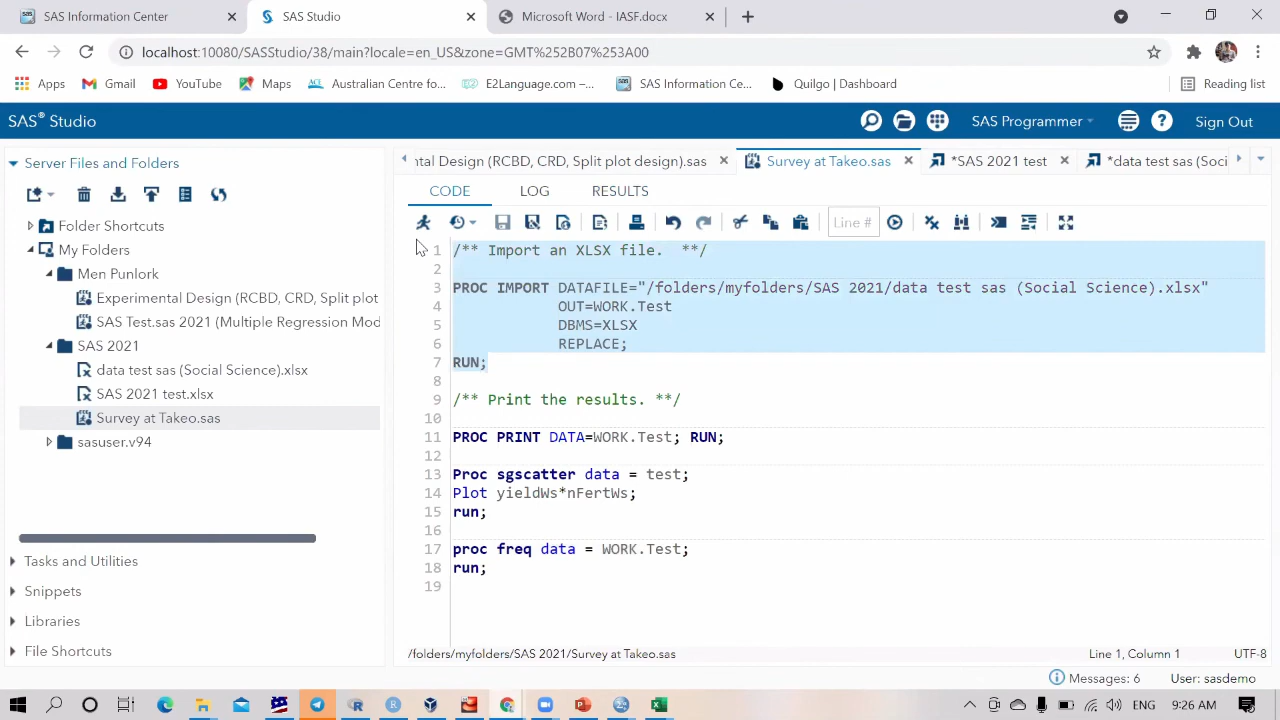 SAS Information Center
SAS Studio
Microsoft Word - IASF.docx
localhost:10080/SASStudio/38/main?locale=en_US&zone=GMT%252B07%253A00
Apps
Gmail
YouTube
Maps
Australian Centre fo...
E2Language.com –...
SAS Information Ce...
Quilgo | Dashboard
Reading list
SAS® Studio
SAS Programmer
Sign Out
Server Files and Folders
ntal Design (RCBD, CRD, Split plot design).sas
Survey at Takeo.sas
*SAS 2021 test
*data test sas (Soci
CODE
LOG
RESULTS
Line #
Folder Shortcuts
My Folders
Men Punlork
Experimental Design (RCBD, CRD, Split plot
SAS Test.sas 2021 (Multiple Regression Mod
SAS 2021
data test sas (Social Science).xlsx
SAS 2021 test.xlsx
Survey at Takeo.sas
sasuser.v94
Tasks and Utilities
Snippets
Libraries
File Shortcuts
1 /** Import an XLSX file.  **/
2
3 PROC IMPORT DATAFILE="/folders/myfolders/SAS 2021/data test sas (Social Science).xlsx"
4 OUT=WORK.Test
5 DBMS=XLSX
6 REPLACE;
7 RUN;
8
9 /** Print the results. **/
10
11 PROC PRINT DATA=WORK.Test; RUN;
12
13 Proc sgscatter data = test;
14 Plot yieldWs*nFertWs;
15 run;
16
17 proc freq data = WORK.Test;
18 run;
19
/folders/myfolders/SAS 2021/Survey at Takeo.sas
Line 1, Column 1
UTF-8
Messages: 6
User: sasdemo
ENG
9:26 AM